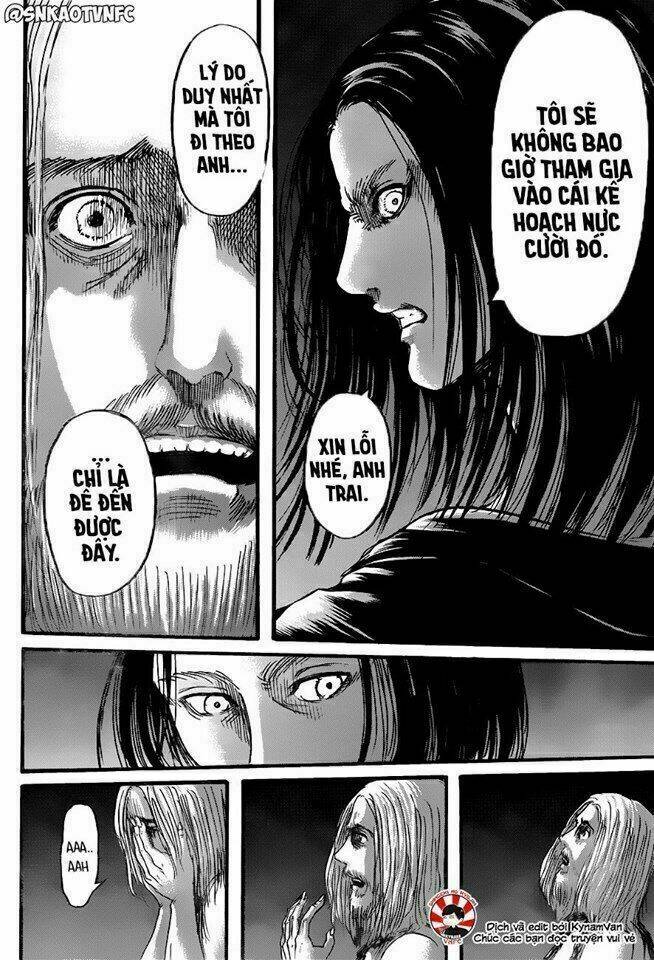 @SNKAOTVNFC
TÔI SẼ
KHÔNG BAO
GIỜ THAM GIA
VÀO CÁI KẾ
HOẠCH NỰC
CƯỜI ĐÓ.
XIN LỖI
NHÉ, ANH
TRAI.
LÝ DO
DUY NHẤT
MÀ TÔI
ĐI THEO
ANH...
...
CHỈ LÀ
ĐỂ ĐẾN
ĐƯỢC
ĐÂY.
AAA..
AAH
Dịch và edit bởi KynamVan
Chúc các bạn đọc truyện vui vẻ